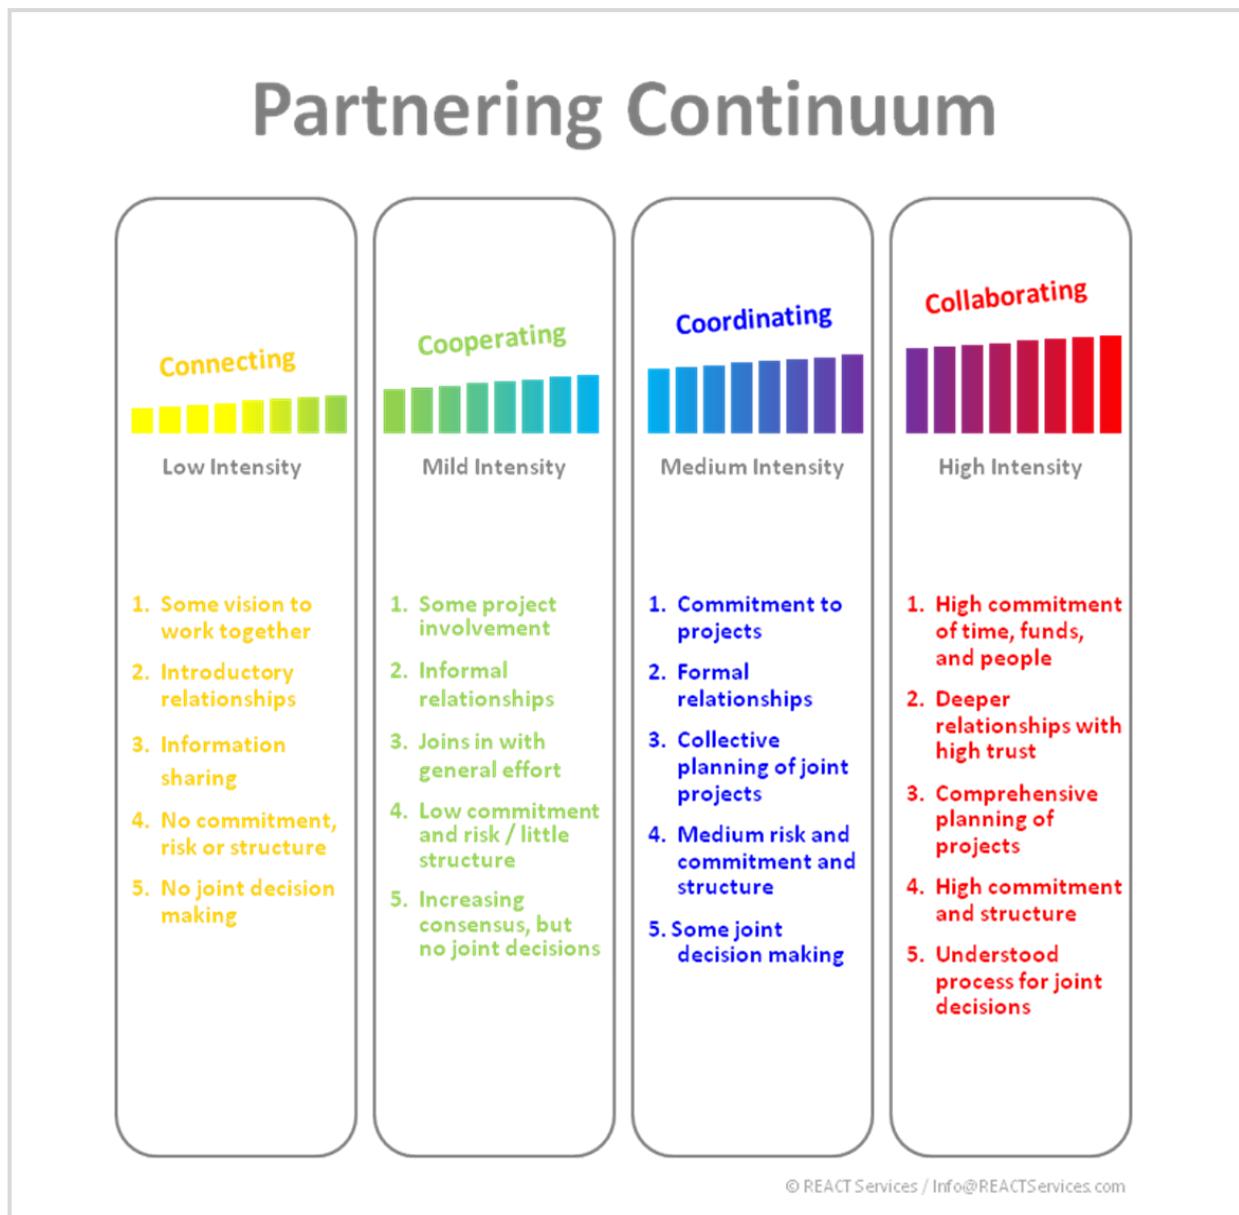 Partnering Continuum
Connecting
Low Intensity
1. Some vision to
work together
2. Introductory
relationships
3. Information
sharing
4. No commitment,
risk or structure
5. No joint decision
making
Cooperating
Mild Intensity
1. Some project
involvement
2. Informal
relationships
3. Joins in with
general effort
4. Low commitment
and risk / little
structure
5. Increasing
consensus, but
no joint decisions
Coordinating
Medium Intensity
1. Commitment to
projects
2. Formal
relationships
3. Collective
planning of joint
projects
4. Medium risk and
commitment and
structure
5. Some joint
decision making
Collaborating
High Intensity
1. High commitment
of time, funds,
and people
2. Deeper
relationships with
high trust
3. Comprehensive
planning of
projects
4. High commitment
and structure
5. Understood
process for joint
decisions
© REACT Services / Info@REACTServices.com